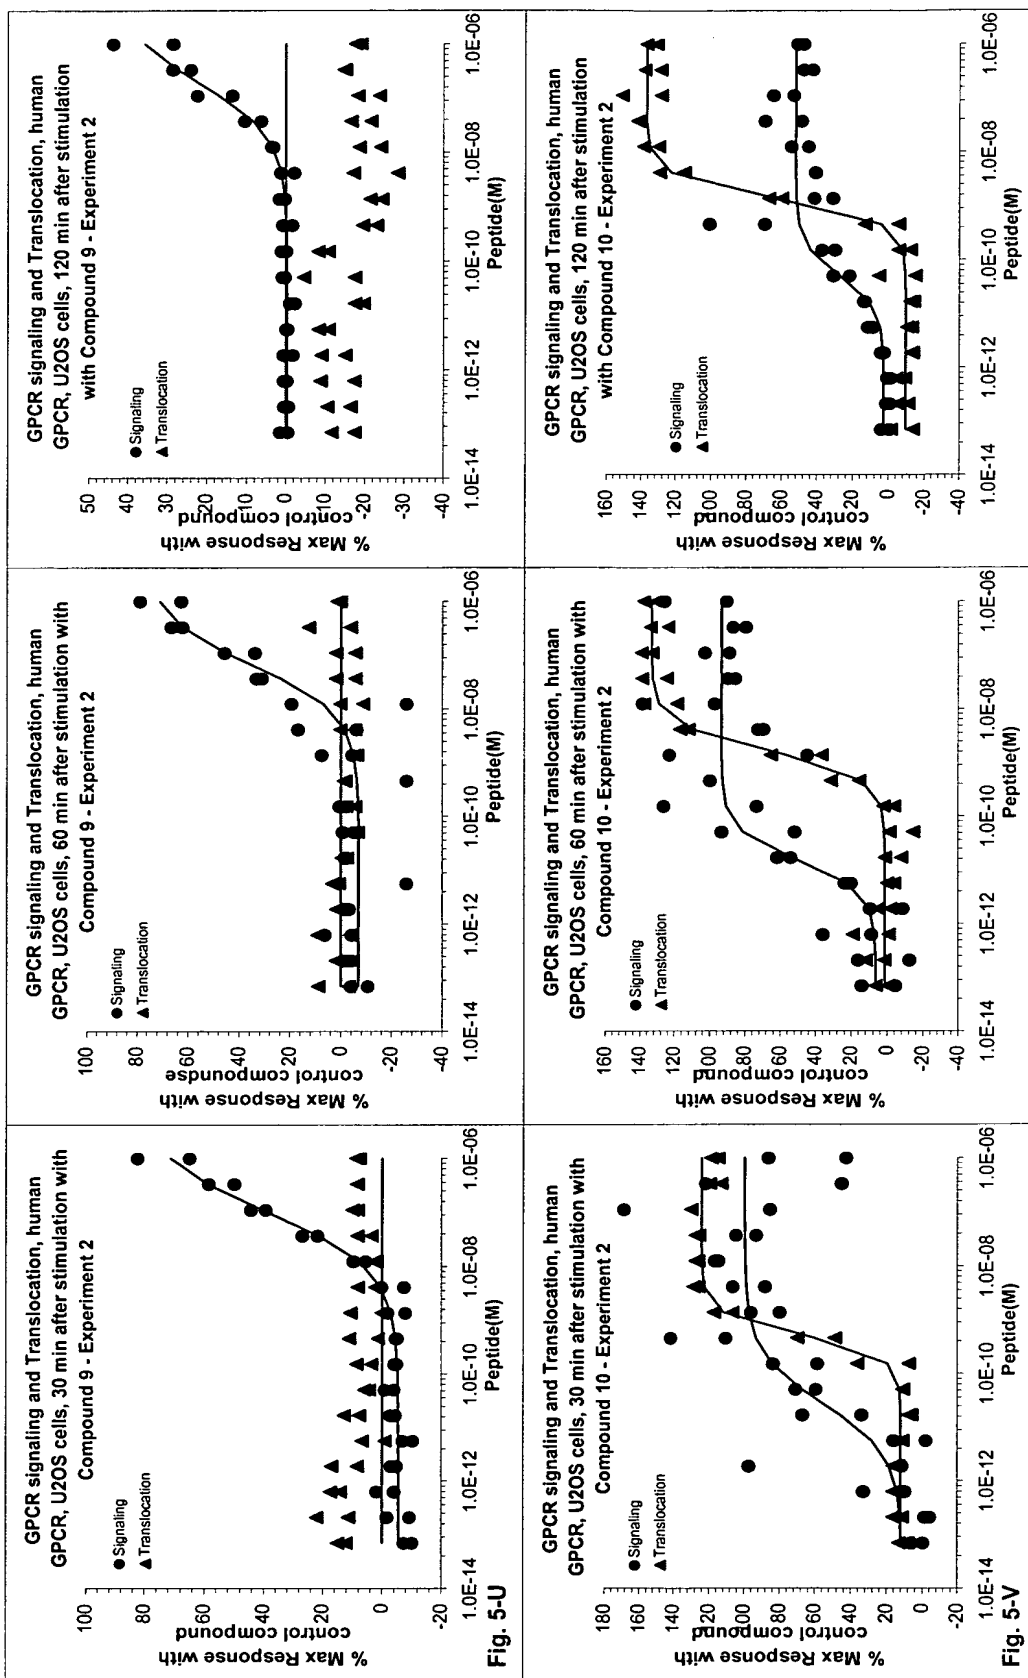 GPCR signaling and Translocation, human
GPCR, U2OS cells, 30 min after stimulation with
Compound 9 - Experiment 2
% Max Response with
control compound
100
80
60
40
20
0
● Signaling
▲ Translocation
1.0E-14
1.0E-12
1.0E-10
1.0E-08
1.0E-06
Peptide(M)
Fig. 5-U
GPCR signaling and Translocation, human
GPCR, U2OS cells, 60 min after stimulation with
Compound 9 - Experiment 2
% Max Response with
control compoundse
100
80
60
40
20
0
-20
-40
● Signaling
▲ Translocation
1.0E-14
1.0E-12
1.0E-10
1.0E-08
1.0E-06
Peptide(M)
GPCR signaling and Translocation, human
GPCR, U2OS cells, 120 min after stimulation
with Compound 9 - Experiment 2
% Max Response with
control compound
50
40
30
20
10
0
-10
-20
-30
-40
● Signaling
▲ Translocation
1.0E-14
1.0E-12
1.0E-10
1.0E-08
1.0E-06
Peptide(M)
GPCR signaling and Translocation, human
GPCR, U2OS cells, 30 min after stimulation with
Compound 10 - Experiment 2
% Max Response with
control compound
180
160
140
120
100
80
60
40
20
0
● Signaling
▲ Translocation
1.0E-14
1.0E-12
1.0E-10
1.0E-08
1.0E-06
Peptide(M)
Fig. 5-V
GPCR signaling and Translocation, human
GPCR, U2OS cells, 60 min after stimulation with
Compound 10 - Experiment 2
% Max Response with
control compound
160
140
120
100
80
60
40
20
0
-20
-40
● Signaling
▲ Translocation
1.0E-14
1.0E-12
1.0E-10
1.0E-08
1.0E-06
Peptide(M)
GPCR signaling and Translocation, human
GPCR, U2OS cells, 120 min after stimulation
with Compound 10 - Experiment 2
% Max Response with
control compound
160
140
120
100
80
60
40
20
0
-20
-40
● Signaling
▲ Translocation
1.0E-14
1.0E-12
1.0E-10
1.0E-08
1.0E-06
Peptide(M)